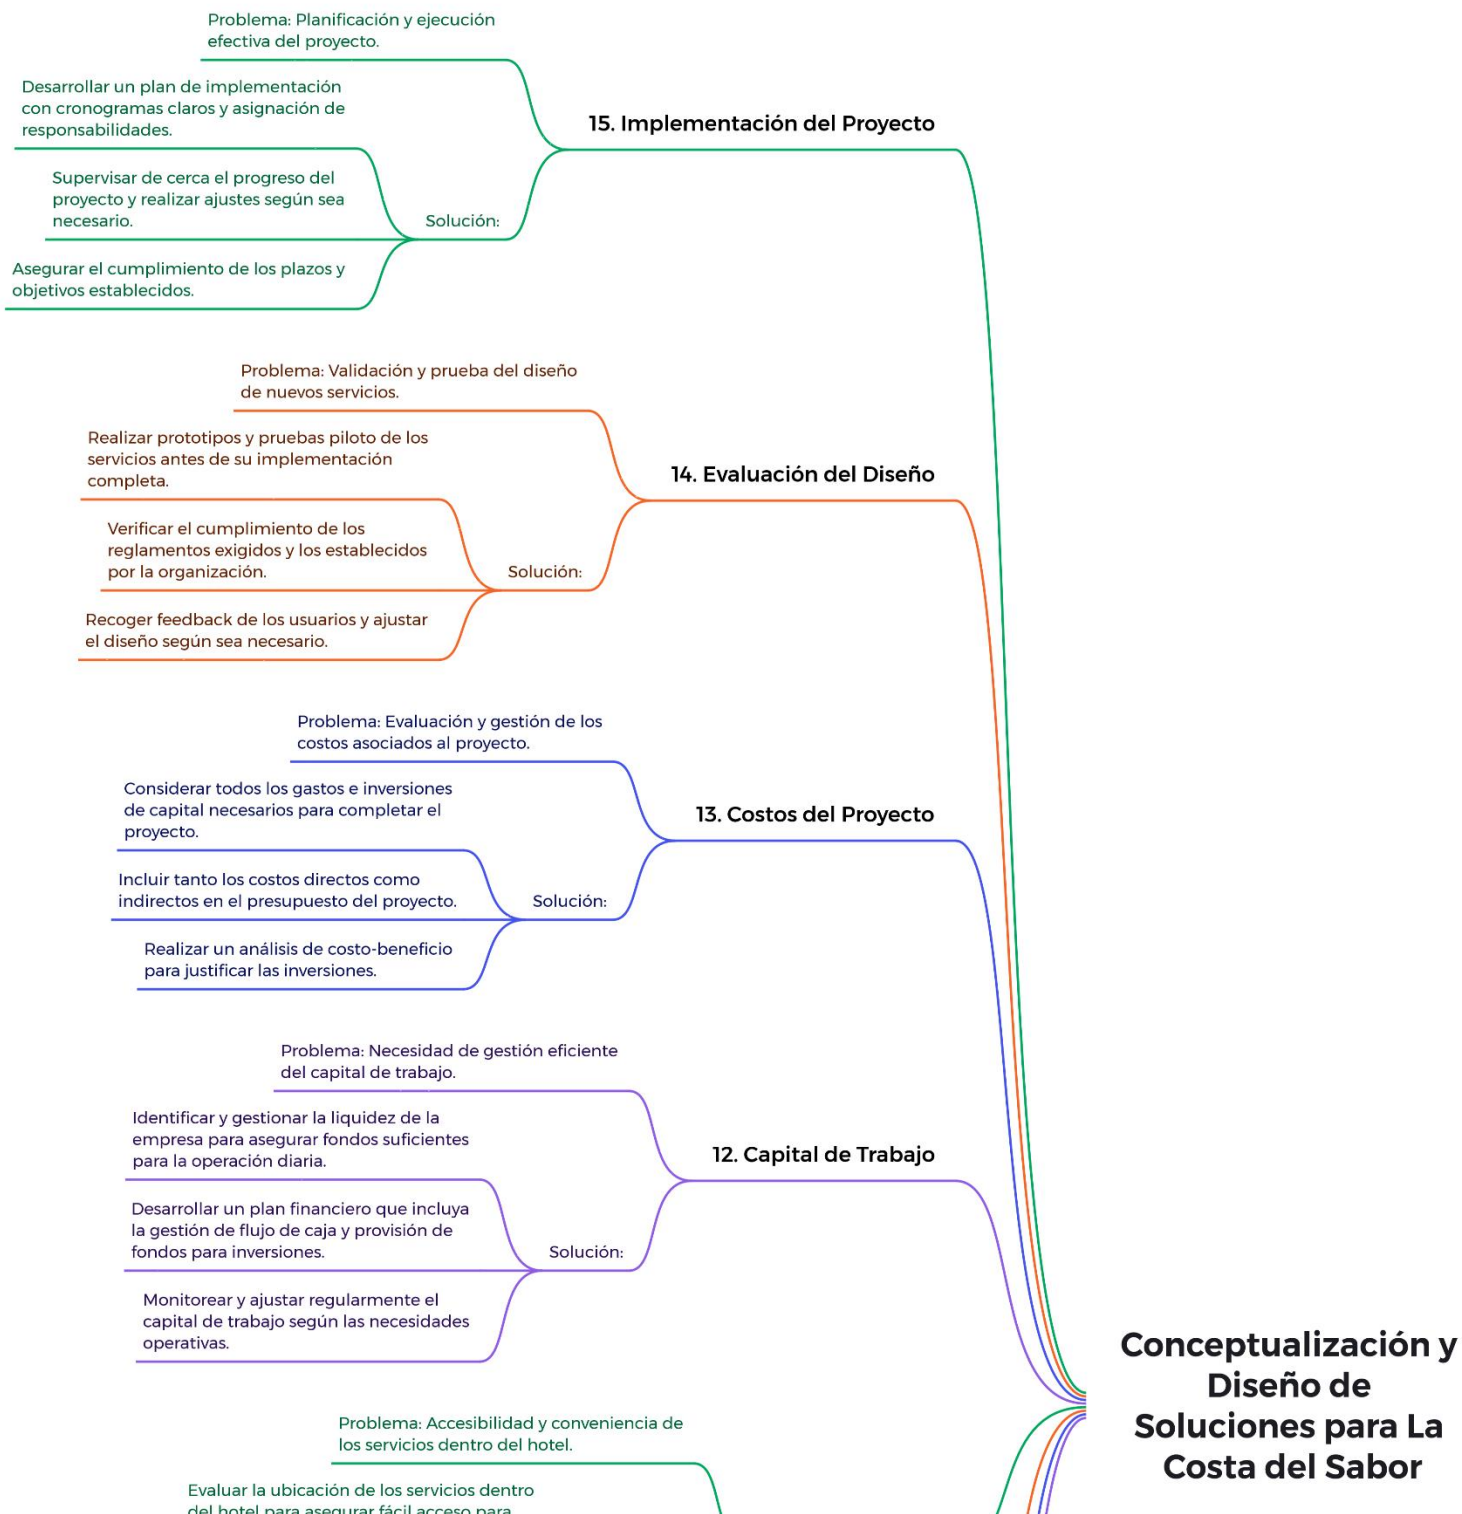 Problema: Planificación y ejecución
efectiva del proyecto.
Desarrollar un plan de implementación
con cronogramas claros y asignación de
responsabilidades.
15. Implementación del Proyecto
Supervisar de cerca el progreso del
proyecto y realizar ajustes según sea
necesario.
Solución:
Asegurar el cumplimiento de los plazos y
objetivos establecidos.
Problema: Validación y prueba del diseño
de nuevos servicios.
Realizar prototipos y pruebas piloto de los
servicios antes de su implementación
completa.
14. Evaluación del Diseño
Verificar el cumplimiento de los
reglamentos exigidos y los establecidos
por la organización.
Solución:
Recoger feedback de los usuarios y ajustar
el diseño según sea necesario.
Problema: Evaluación y gestión de los
costos asociados al proyecto.
Considerar todos los gastos e inversiones
de capital necesarios para completar el
proyecto.
13. Costos del Proyecto
Incluir tanto los costos directos como
indirectos en el presupuesto del proyecto.
Solución:
Realizar un análisis de costo-beneficio
para justificar las inversiones.
Problema: Necesidad de gestión eficiente
del capital de trabajo.
Identificar y gestionar la liquidez de la
empresa para asegurar fondos suficientes
para la operación diaria.
12. Capital de Trabajo
Desarrollar un plan financiero que incluya
la gestión de flujo de caja y provisión de
fondos para inversiones.
Solución:
Monitorear y ajustar regularmente el
capital de trabajo según las necesidades
operativas.
Conceptualización y
Diseño de
Soluciones para La
Costa del Sabor
Problema: Accesibilidad y conveniencia de
los servicios dentro del hotel.
Evaluar la ubicación de los servicios dentro
del hotel para asegurar fácil acceso para